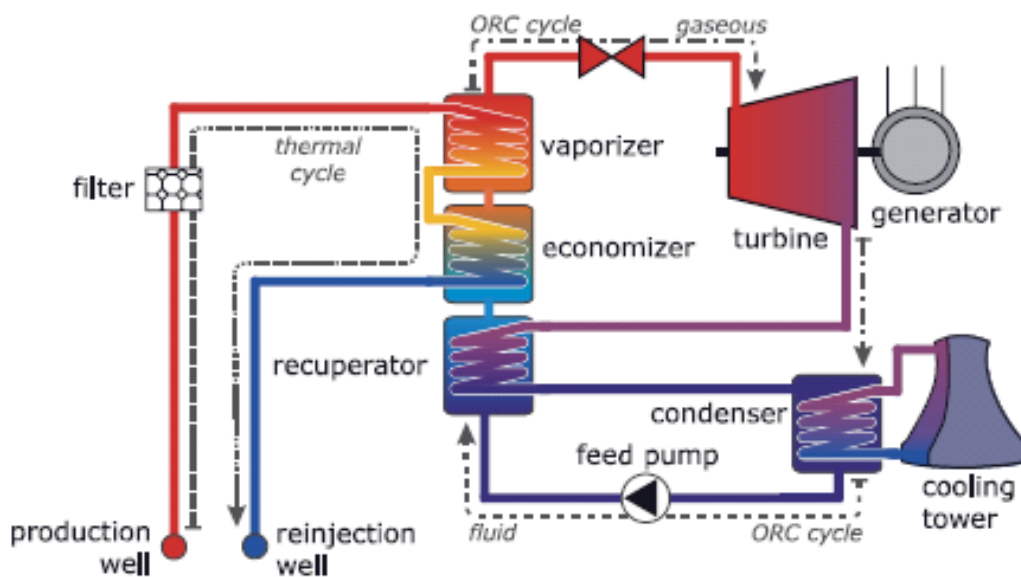 ORC cycle
gaseous
thermal
cycle
filter
vaporizer
economizer
turbine
generator
recuperator
condenser
feed pump
cooling
tower
production
well
reinjection
well
fluid
ORC cycle